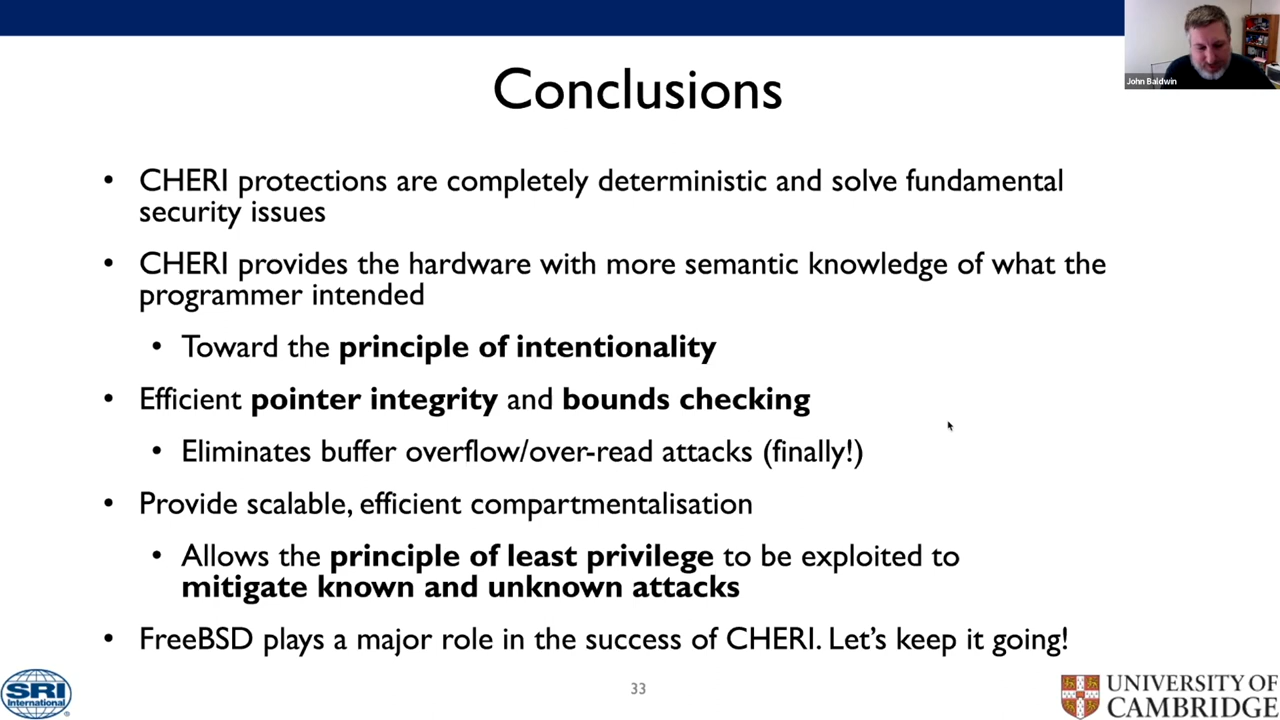 John Baldwin
Conclusions
• CHERI protections are completely deterministic and solve fundamental
security issues
• CHERI provides the hardware with more semantic knowledge of what the
programmer intended
• Toward the principle of intentionality
• Efficient pointer integrity and bounds checking
• Eliminates buffer overflow/over-read attacks (finally!)
• Provide scalable, efficient compartmentalisation
• Allows the principle of least privilege to be exploited to
mitigate known and unknown attacks
• FreeBSD plays a major role in the success of CHERI. Let's keep it going!
SRI
International
®
33
UNIVERSITY OF
CAMBRIDGE